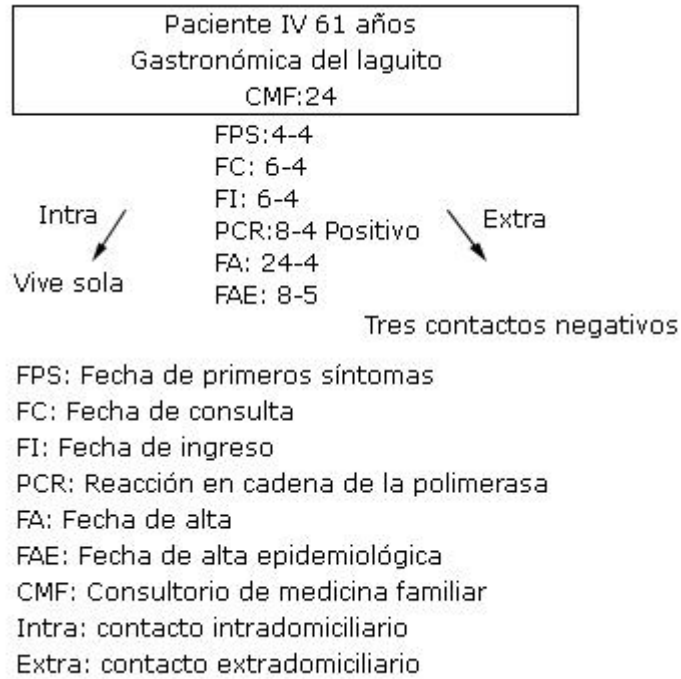 Paciente IV 61 años
Gastronómica del laguito
CMF:24
FPS:4-4
FC: 6-4
FI: 6-4
Intra
PCR:8-4 Positivo
Extra
FA: 24-4
Vive sola
FAE: 8-5
Tres contactos negativos
FPS: Fecha de primeros síntomas
FC: Fecha de consulta
FI: Fecha de ingreso
PCR: Reacción en cadena de la polimerasa
FA: Fecha de alta
FAE: Fecha de alta epidemiológica
CMF: Consultorio de medicina familiar
Intra: contacto intradomiciliario
Extra: contacto extradomiciliario